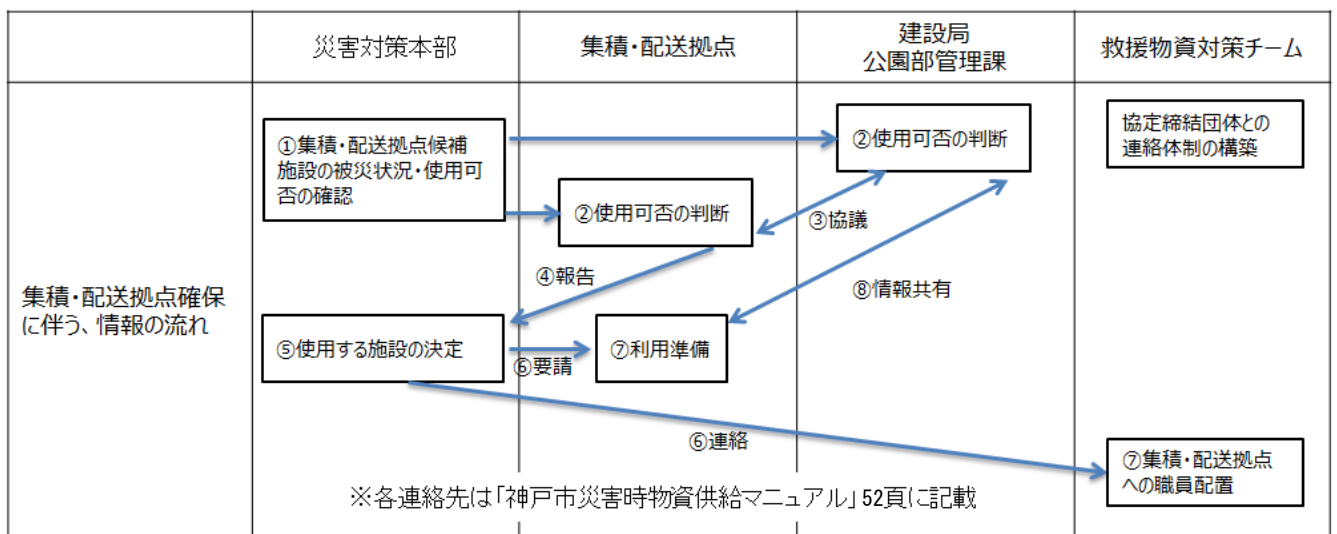 災害対策本部
集積・配送拠点
建設局
公園部管理課
救援物資対策チーム
集積・配送拠点確保
に伴う、情報の流れ
①集積・配送拠点候補
施設の被災状況・使用可
否の確認
②使用可否の判断
②使用可否の判断
協定締結団体との
連絡体制の構築
③協議
④報告
⑧情報共有
⑤使用する施設の決定
⑥要請
⑦利用準備
⑥連絡
⑦集積・配送拠点
への職員配置
※各連絡先は「神戸市災害時物資供給マニュアル」52頁に記載